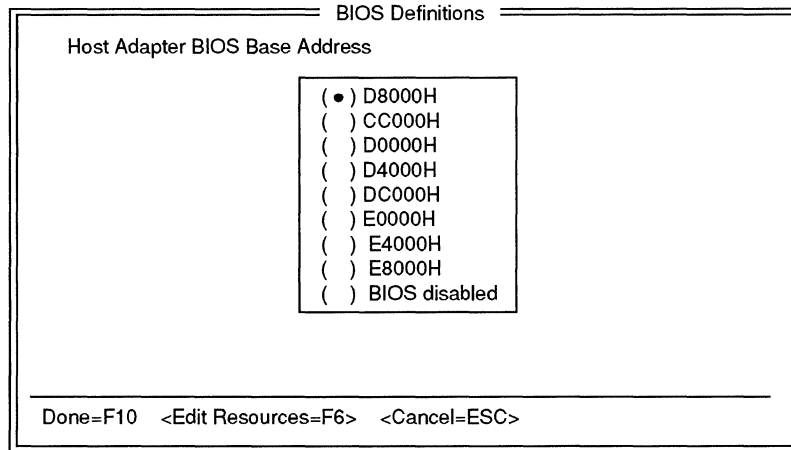 BIOS Definitions
Host Adapter BIOS Base Address
( • ) D8000H
( ) CC000H
( ) D0000H
( ) D4000H
( ) DC000H
( ) E0000H
( ) E4000H
( ) E8000H
( ) BIOS disabled
Done=F10 <Edit Resources=F6> <Cancel=ESC>